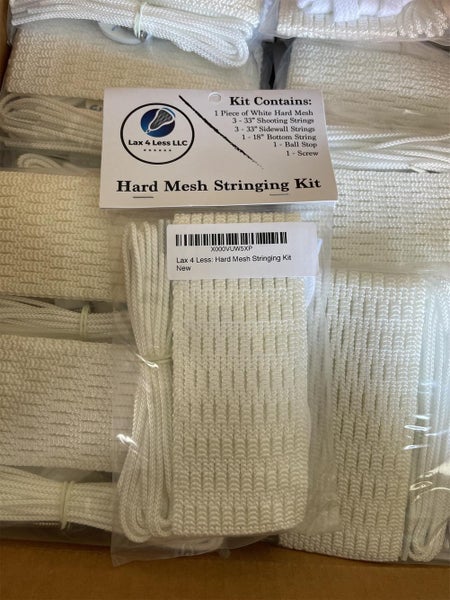 Lax 4 Less LLC
Kit Contains:
1 Piece of White Hard Mesh
3 - 33" Shooting Strings
3 - 33" Sidewall Strings
1 - 18" Bottom String
1 - Ball Stop
1 - Screw
Hard Mesh Stringing Kit
X000VUW5XP
Lax 4 Less: Hard Mesh Stringing Kit
New